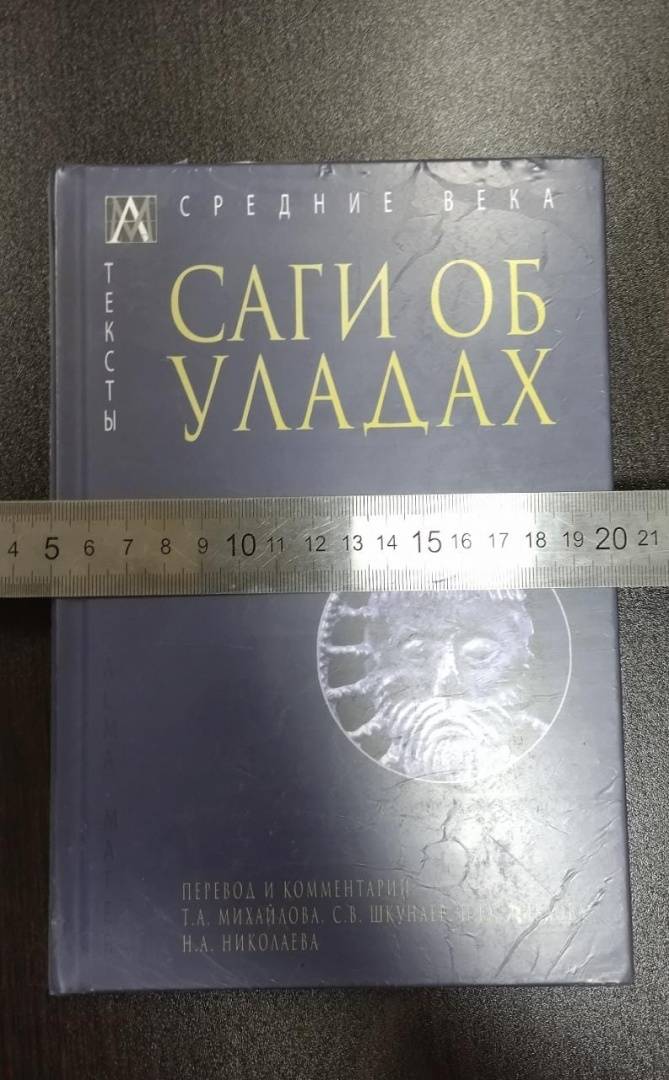 СРЕДНИЕ ВЕКА
ТЕКСТЫ
САГИ ОБ
УЛАДАХ
4 5 6 7 8 9 10 11 12 13 14 15 16 17 18 19 20 21
ПЕРЕВОД И КОММЕНТАРИИ
Т.А. МИХАЙЛОВА, С.В. ШКУНАЕВ
Н.А. НИКОЛАЕВА